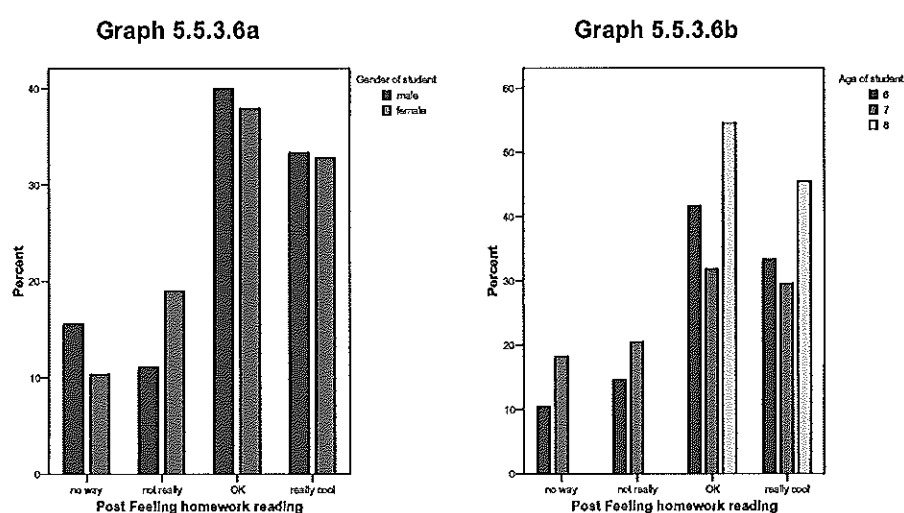 Graph 5.5.3.6a
Graph 5.5.3.6b
Gender of student
male
female
Percent
40
30
20
10
0
no way
not really
OK
really cool
Post Feeling homework reading
Age of student
6
7
8
Percent
60
50
40
30
20
10
0
no way
not really
OK
really cool
Post Feeling homework reading